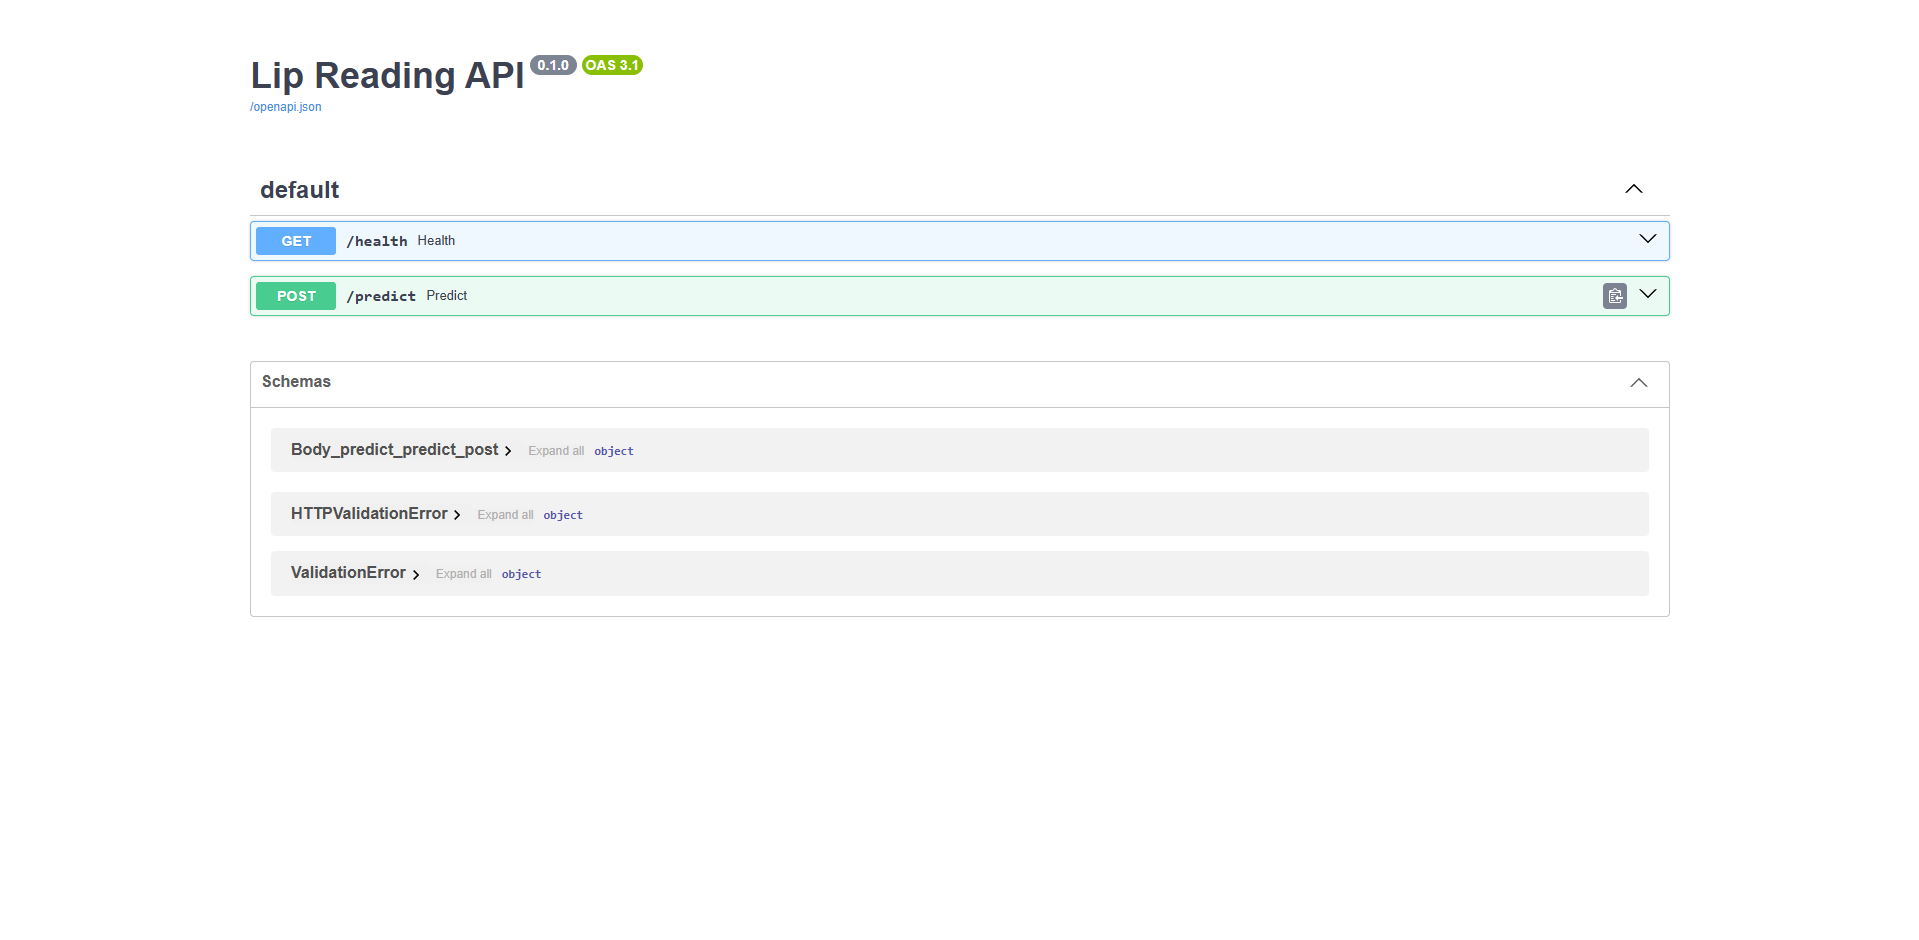 Lip Reading API 0.1.0 OAS 3.1
/openapi.json
default
GET /health Health
POST /predict Predict
Schemas
Body_predict_predict_post Expand all object
HTTPValidationError Expand all object
ValidationError Expand all object